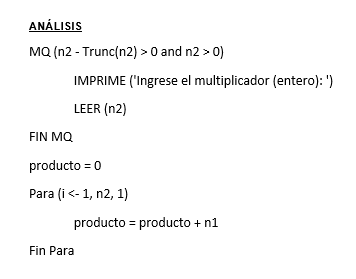 ANÁLISIS
MQ (n2 - Trunc(n2) > 0 and n2 > 0)
IMPRIME ('Ingrese el multiplicador (entero): ')
LEER (n2)
FIN MQ
producto = 0
Para (i <- 1, n2, 1)
producto = producto + n1
Fin Para